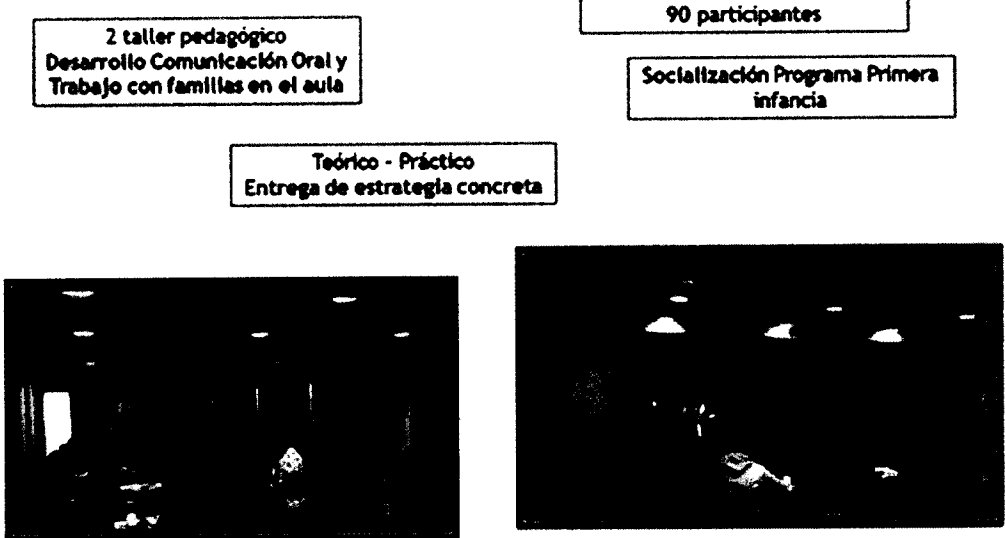 90 participantes
2 taller pedagógico
Desarrollo Comunicación Oral y
Trabajo con familias en el aula
Socialización Programa Primera
infancia
Teórico - Práctico
Entrega de estrategia concreta